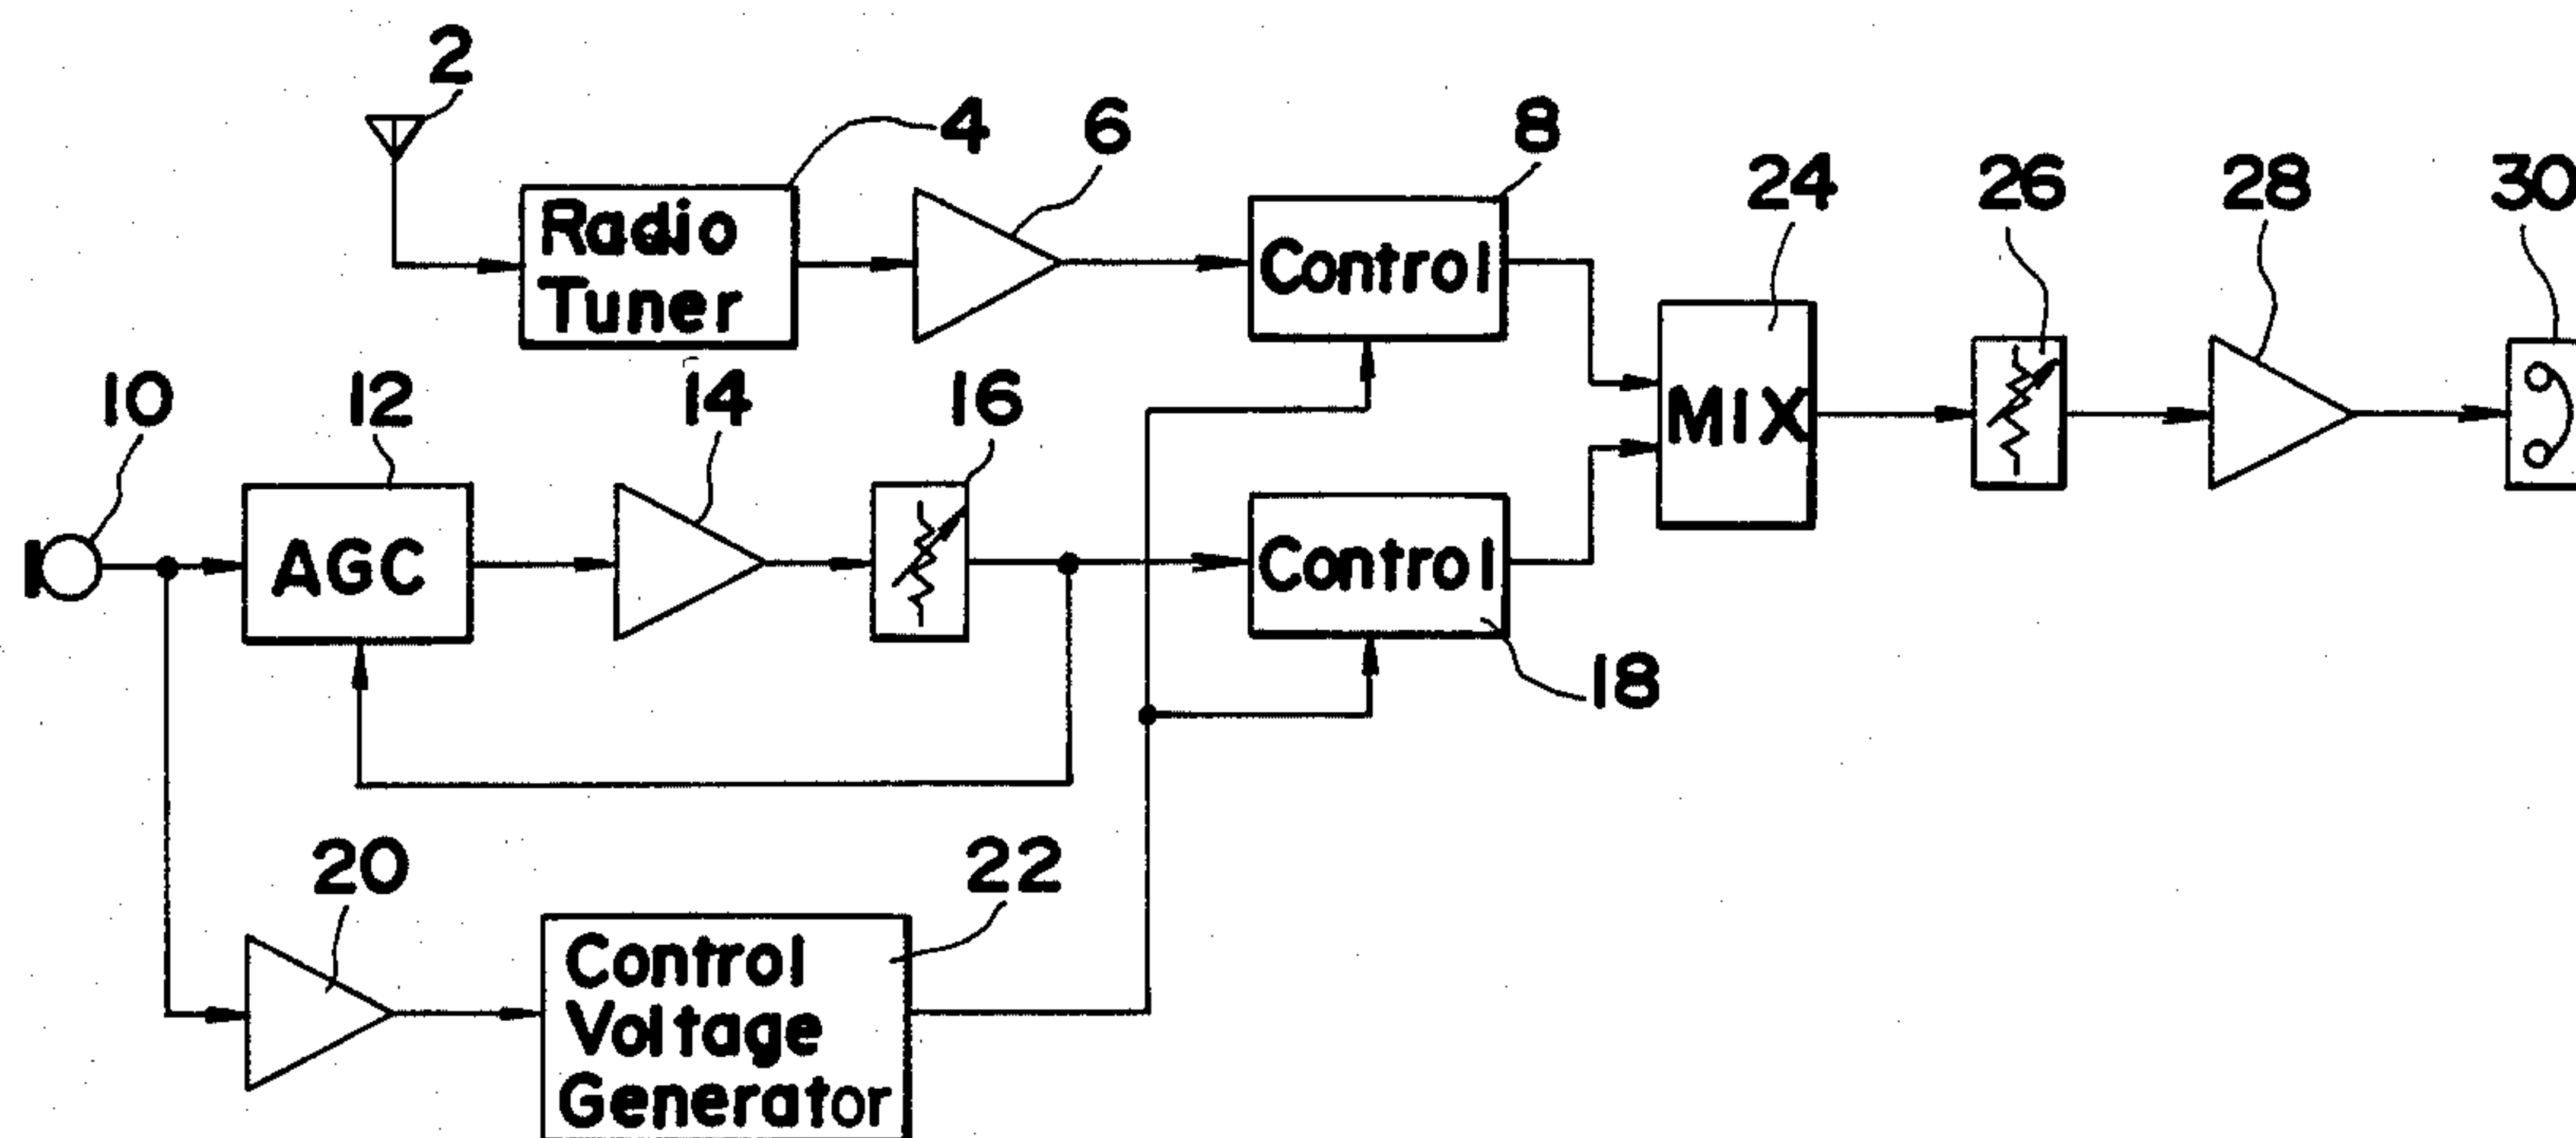 2
4
6
8
24
26
28
30
Radio
Tuner
Control
MIX
10
12
14
16
AGC
Control
18
20
22
Control
Voltage
Generator